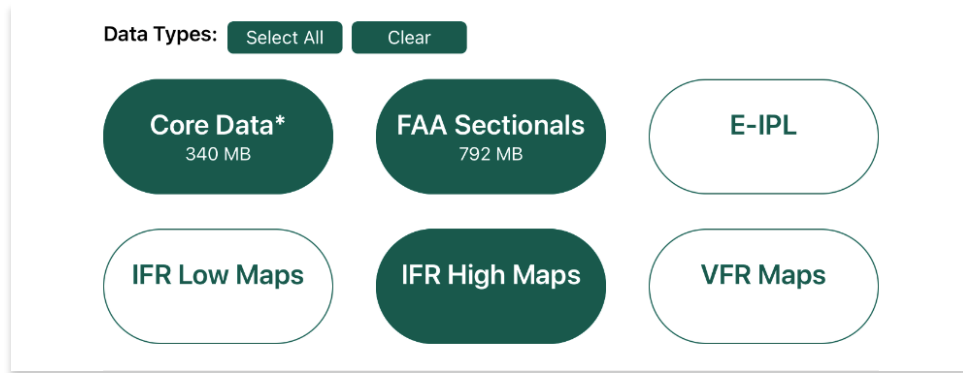 Data Types: Select All Clear
Core Data* FAA Sectionals E-IPL
340 MB 792 MB
IFR Low Maps IFR High Maps VFR Maps